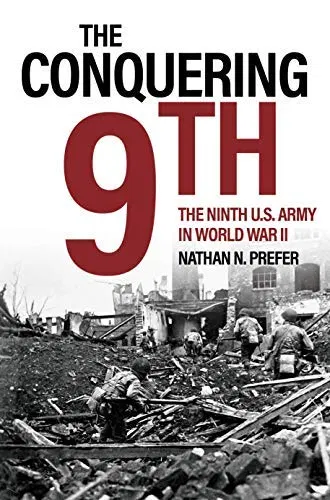 THE
CONQUERING
9TH
THE NINTH U.S. ARMY
IN WORLD WAR II
NATHAN N. PREFER